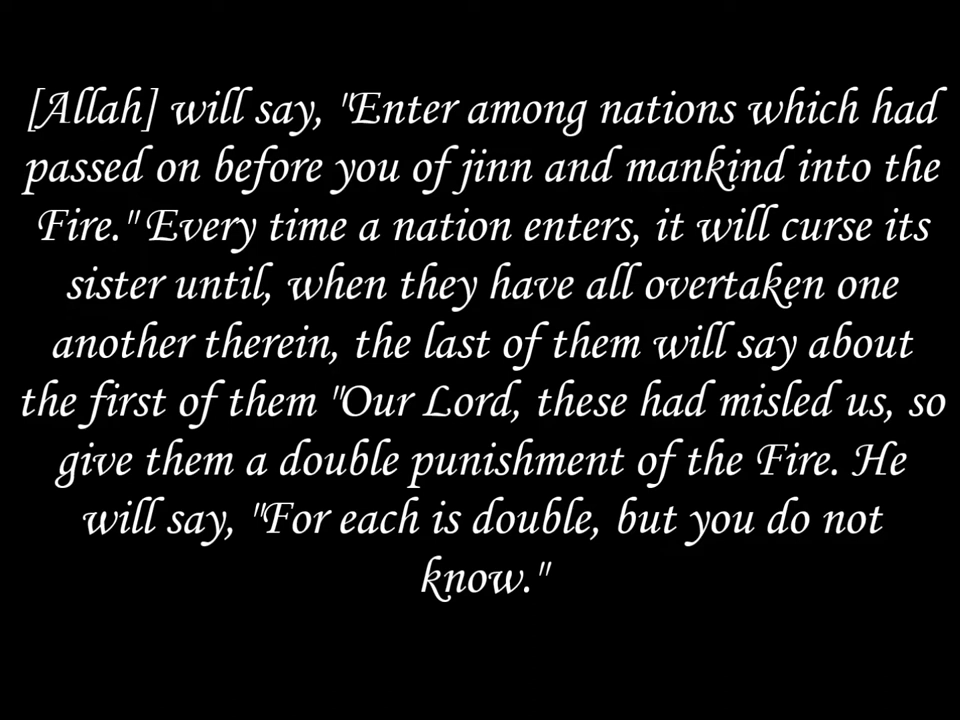 [Allah] will say, "Enter among nations which had
passed on before you of jinn and mankind into the
Fire." Every time a nation enters, it will curse its
sister until, when they have all overtaken one
another therein, the last of them will say about
the first of them "Our Lord, these had misled us, so
give them a double punishment of the Fire. He
will say, "For each is double, but you do not
know."